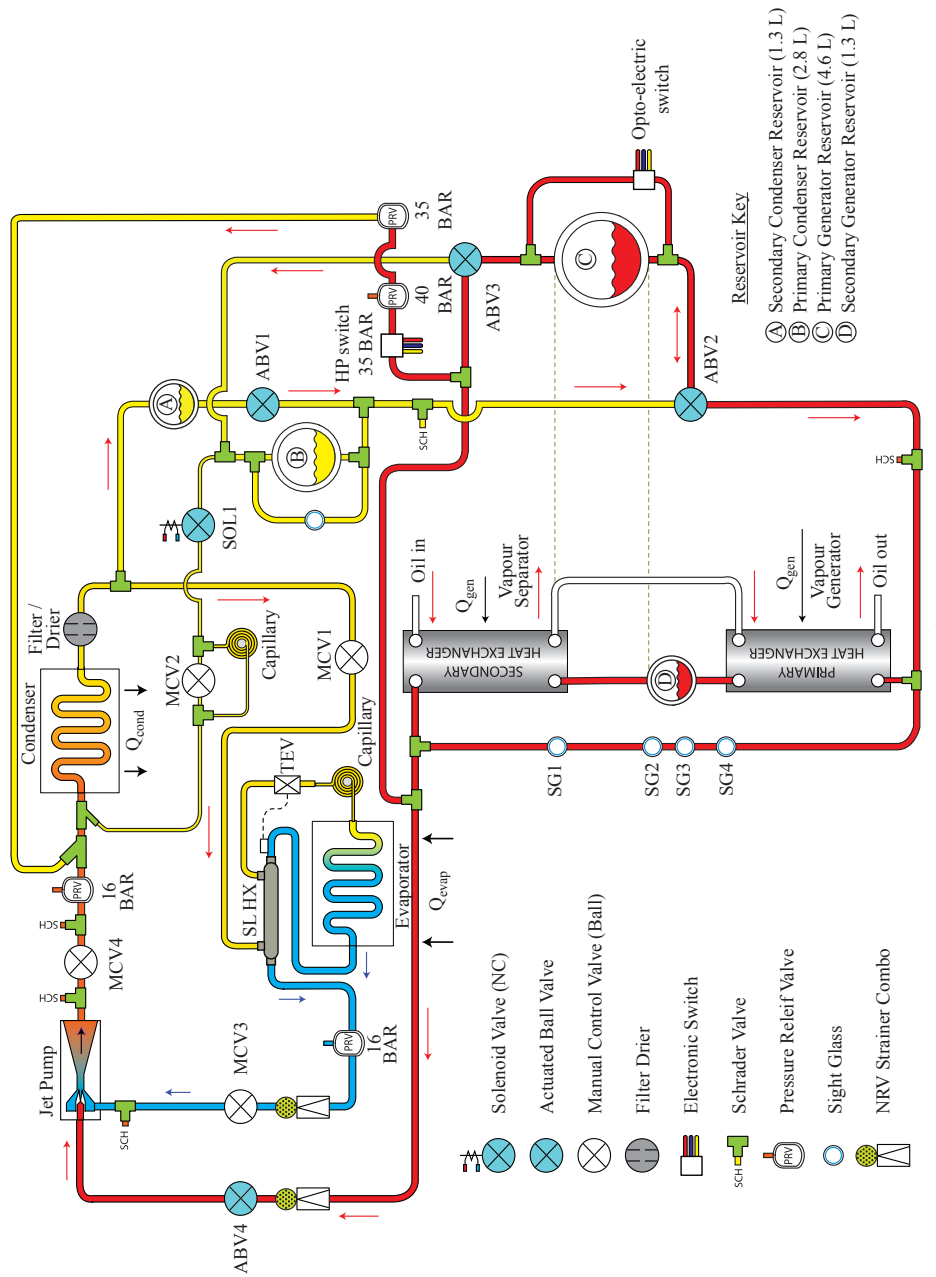 ABV4
Jet Pump
SCH
MCV3
SCH
MCV4
SCH
PRV
16
BAR
Condenser
Q_cond
Filter /
Drier
PRV
16
BAR
SL HX
TEV
Capillary
Evaporator
Q_evap
MCV2
Capillary
MCV1
SOL1
A
B
ABV1
HP switch
35 BAR
PRV
40
BAR
PRV
35
BAR
SCH
ABV3
C
Opto-electric
switch
ABV2
SCH
Oil in
Q_gen
Vapour
Separator
SECONDARY
HEAT EXCHANGER
D
PRIMARY
HEAT EXCHANGER
Q_gen
Vapour
Generator
Oil out
SG1
SG2
SG3
SG4
Solenoid Valve (NC)
Actuated Ball Valve
Manual Control Valve (Ball)
Filter Drier
Electronic Switch
SCH
Schrader Valve
PRV
Pressure Releif Valve
Sight Glass
NRV Strainer Combo
Reservoir Key
A Secondary Condenser Reservoir (1.3 L)
B Primary Condenser Reservoir (2.8 L)
C Primary Generator Reservoir (4.6 L)
D Secondary Generator Reservoir (1.3 L)